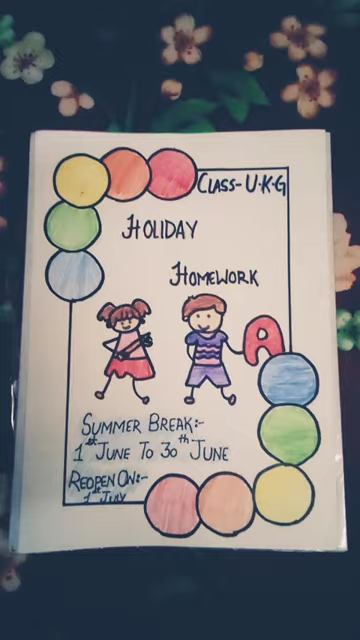 CLASS-U.K.G
HOLIDAY
HOMEWORK
A
SUMMER BREAK:-
1st JUNE TO 30th JUNE
REOPEN ON:-
1st JULY